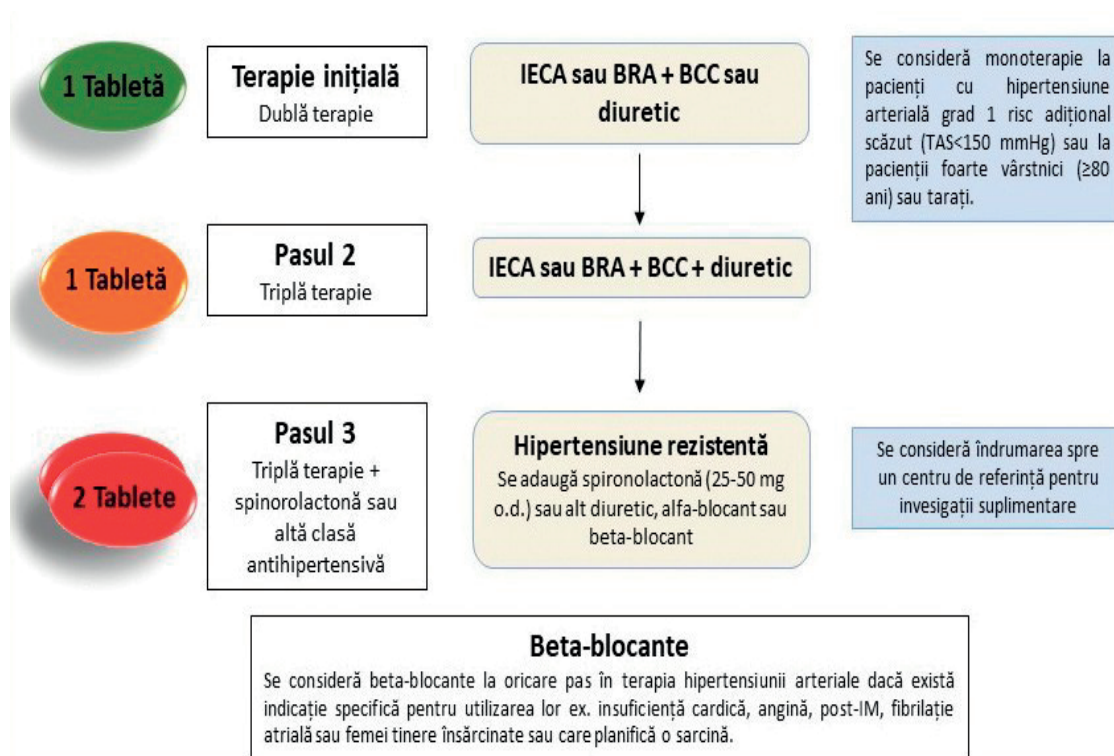 1 Tabletă
Terapie inițială
Dublă terapie
IECA sau BRA + BCC sau
diuretic
Se consideră monoterapie la
pacienți cu hipertensiune
arterială grad 1 risc adițional
scăzut (TAS<150 mmHg) sau la
pacienții foarte vârstnici (≥80
ani) sau tarați.
1 Tabletă
Pasul 2
Triplă terapie
IECA sau BRA + BCC + diuretic
2 Tablete
Pasul 3
Triplă terapie +
spinorolactonă sau
altă clasă
antihipertensivă
Hipertensiune rezistentă
Se adaugă spironolactonă (25-50 mg
o.d.) sau alt diuretic, alfa-blocant sau
beta-blocant
Se consideră îndrumarea spre
un centru de referință pentru
invesigații suplimentare
Beta-blocante
Se consideră beta-blocante la oricare pas în terapia hipertensiunii arteriale dacă există
indicație specifică pentru utilizarea lor ex. insuficiență cardică, angină, post-IM, fibrilație
atrială sau femei tinere însărcinate sau care planifică o sarcină.